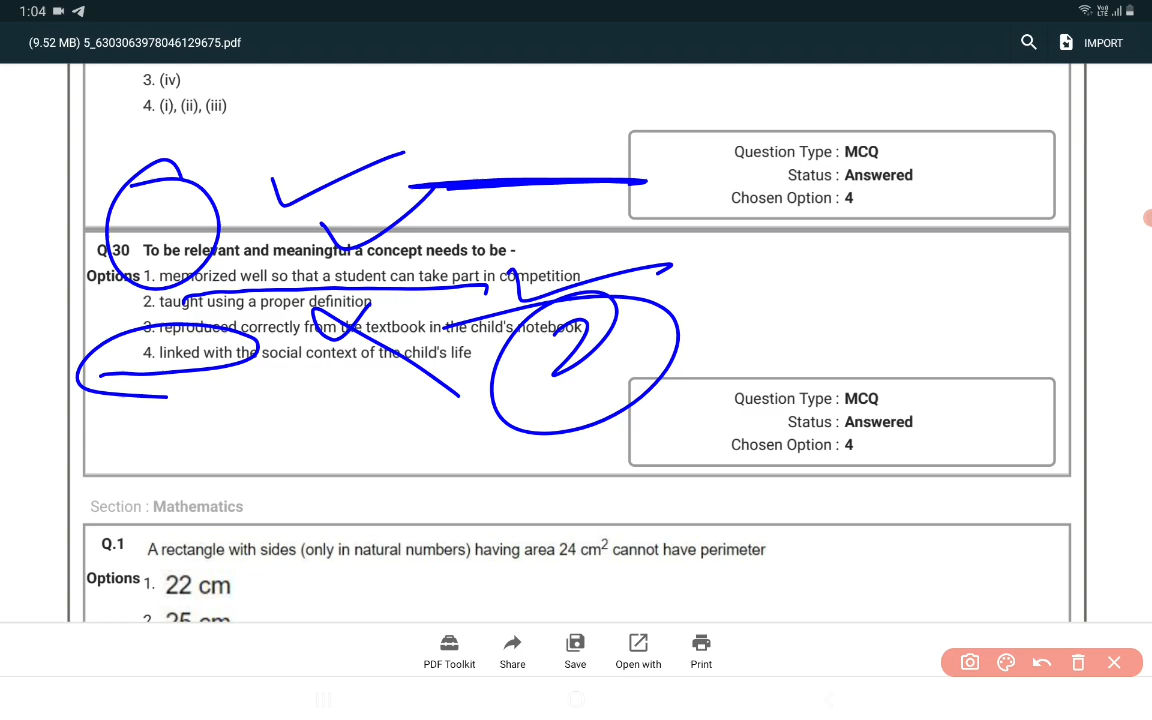 1:04
(9.52 MB) 5_6303063978046129675.pdf
IMPORT
3. (iv)
4. (i), (ii), (iii)
Question Type : MCQ
Status : Answered
Chosen Option : 4
Q.30 To be relevant and meaningful a concept needs to be -
Options 1. memorized well so that a student can take part in competition
2. taught using a proper definition
3. reproduced correctly from the textbook in the child's notebook
4. linked with the social context of the child's life
Question Type : MCQ
Status : Answered
Chosen Option : 4
Section : Mathematics
Q.1 A rectangle with sides (only in natural numbers) having area 24 cm² cannot have perimeter
Options 1. 22 cm
2. 25 cm
PDF Toolkit Share Save Open with Print